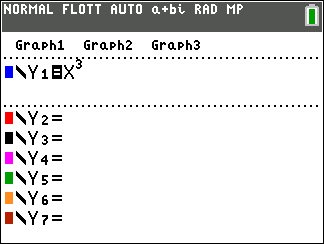 NORMAL FLOTT AUTO a+bi RAD MP
Graph1 Graph2 Graph3
\Y₁=X³
\Y₂=
\Y₃=
\Y₄=
\Y₅=
\Y₆=
\Y₇=